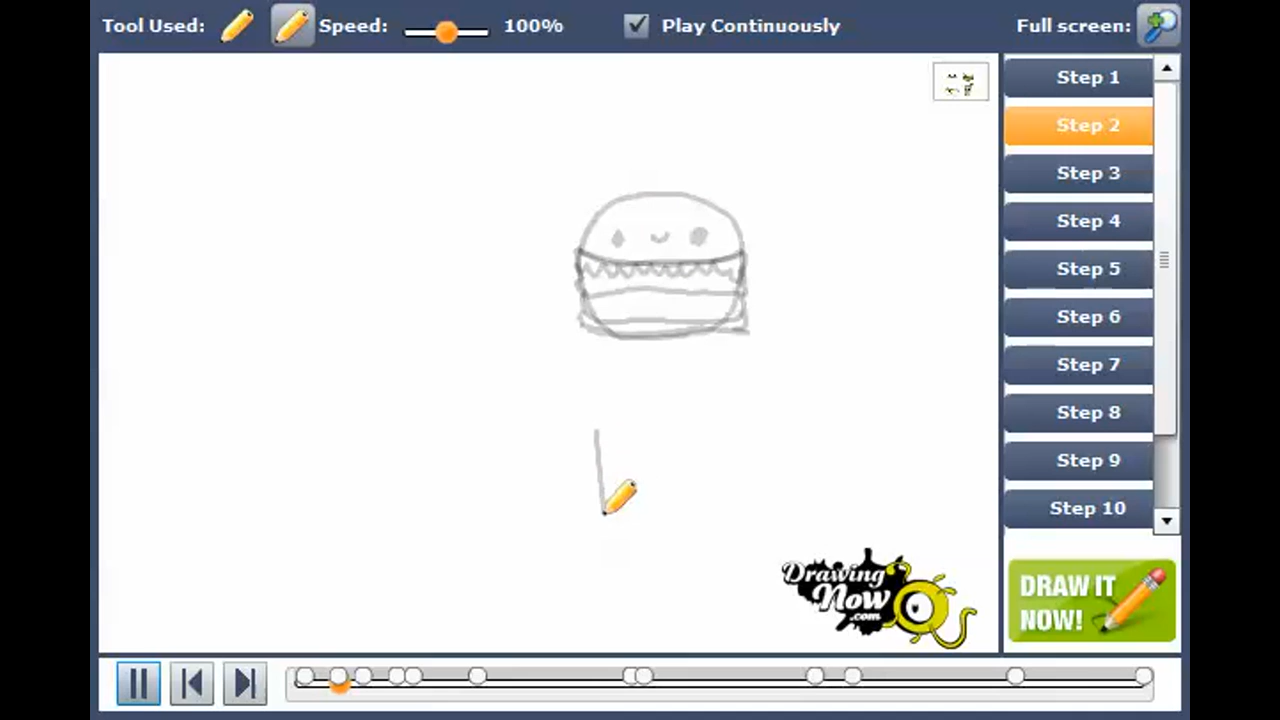 Tool Used:
Speed:
100%
Play Continuously
Full screen:
Step 1
Step 2
Step 3
Step 4
Step 5
Step 6
Step 7
Step 8
Step 9
Step 10
Drawing
Now
.com
DRAW IT
NOW!